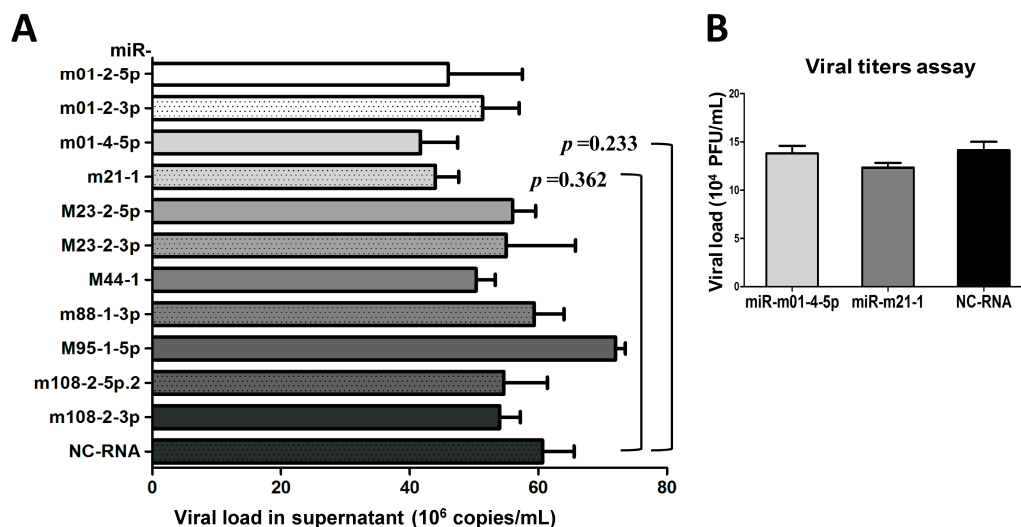 A
miR-
m01-2-5p
m01-2-3p
m01-4-5p
m21-1
M23-2-5p
M23-2-3p
M44-1
m88-1-3p
M95-1-5p
m108-2-5p.2
m108-2-3p
NC-RNA
p=0.233
p=0.362
0 20 40 60 80
Viral load in supernatant (10⁶ copies/mL)
B
Viral titers assay
Viral load (10⁴ PFU/mL)
20
15
10
5
0
miR-m01-4-5p miR-m21-1 NC-RNA